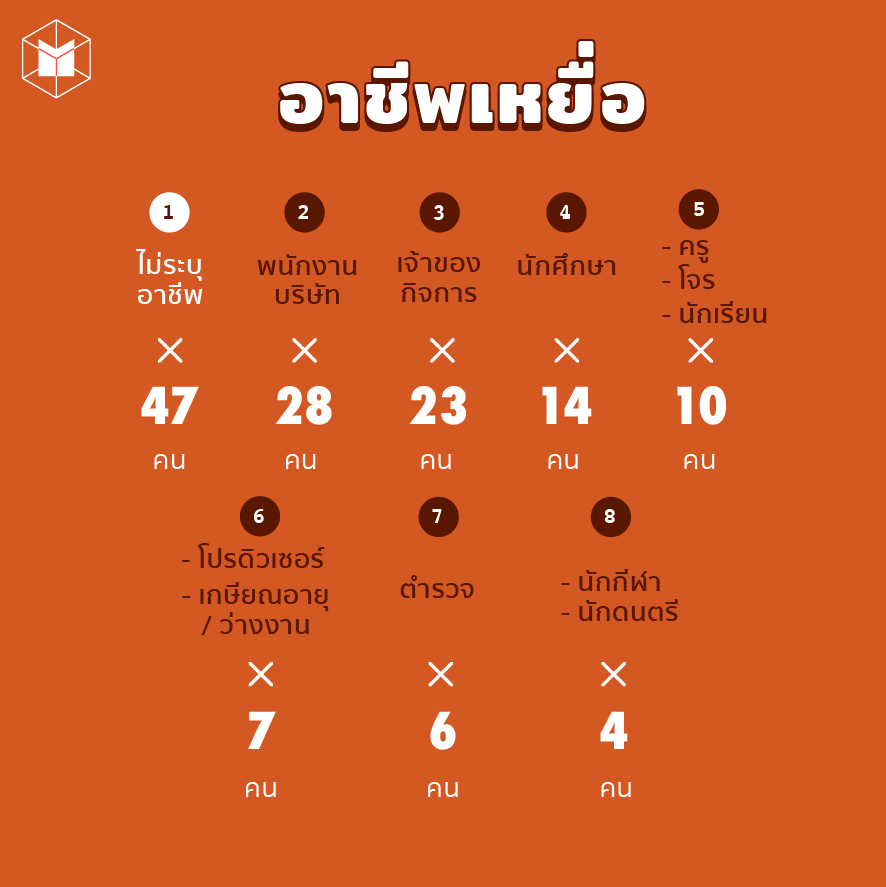 อาชีพเหยื่อ
1
ไม่ระบุ
อาชีพ
47
คน
2
พนักงาน
บริษัท
28
คน
3
เจ้าของ
กิจการ
23
คน
4
นักศึกษา
14
คน
5
- ครู
- โจร
- นักเรียน
10
คน
6
- โปรดิวเซอร์
- เกษียณอายุ
/ ว่างงาน
7
คน
7
ตำรวจ
6
คน
8
- นักกีฬา
- นักดนตรี
4
คน